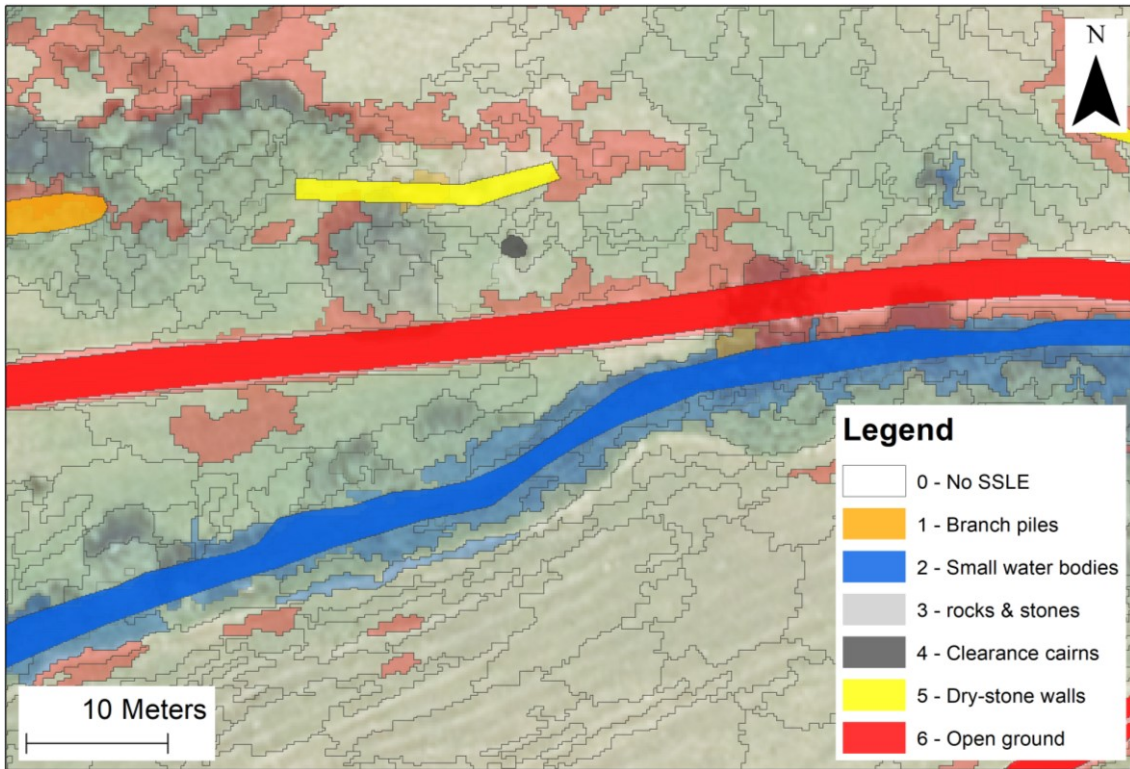 N
Legend
0 - No SSLE
1 - Branch piles
2 - Small water bodies
3 - rocks & stones
4 - Clearance cairns
5 - Dry-stone walls
6 - Open ground
10 Meters